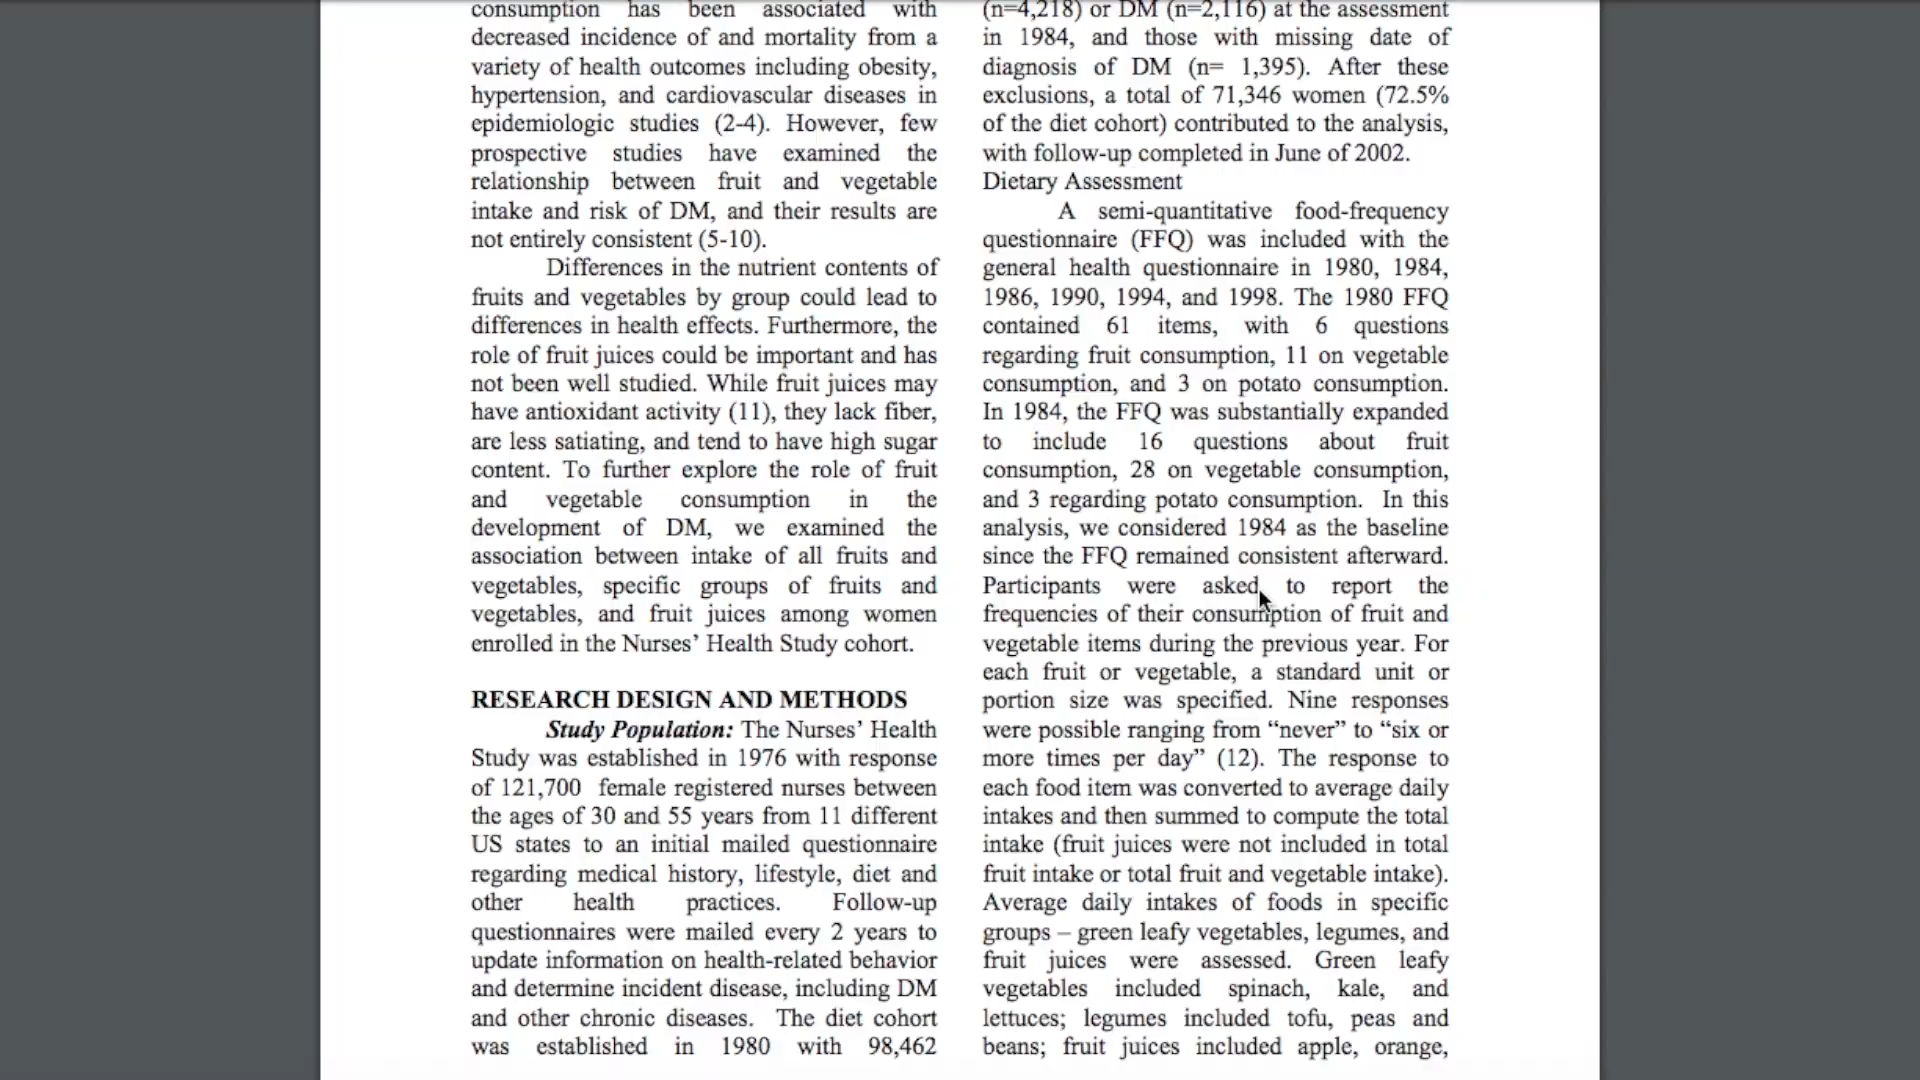 consumption has been associated with
decreased incidence of and mortality from a
variety of health outcomes including obesity,
hypertension, and cardiovascular diseases in
epidemiologic studies (2-4). However, few
prospective studies have examined the
relationship between fruit and vegetable
intake and risk of DM, and their results are
not entirely consistent (5-10).
Differences in the nutrient contents of
fruits and vegetables by group could lead to
differences in health effects. Furthermore, the
role of fruit juices could be important and has
not been well studied. While fruit juices may
have antioxidant activity (11), they lack fiber,
are less satiating, and tend to have high sugar
content. To further explore the role of fruit
and vegetable consumption in the
development of DM, we examined the
association between intake of all fruits and
vegetables, specific groups of fruits and
vegetables, and fruit juices among women
enrolled in the Nurses’ Health Study cohort.
RESEARCH DESIGN AND METHODS
Study Population: The Nurses’ Health
Study was established in 1976 with response
of 121,700 female registered nurses between
the ages of 30 and 55 years from 11 different
US states to an initial mailed questionnaire
regarding medical history, lifestyle, diet and
other health practices. Follow-up
questionnaires were mailed every 2 years to
update information on health-related behavior
and determine incident disease, including DM
and other chronic diseases. The diet cohort
was established in 1980 with 98,462
(n=4,218) or DM (n=2,116) at the assessment
in 1984, and those with missing date of
diagnosis of DM (n= 1,395). After these
exclusions, a total of 71,346 women (72.5%
of the diet cohort) contributed to the analysis,
with follow-up completed in June of 2002.
Dietary Assessment
A semi-quantitative food-frequency
questionnaire (FFQ) was included with the
general health questionnaire in 1980, 1984,
1986, 1990, 1994, and 1998. The 1980 FFQ
contained 61 items, with 6 questions
regarding fruit consumption, 11 on vegetable
consumption, and 3 on potato consumption.
In 1984, the FFQ was substantially expanded
to include 16 questions about fruit
consumption, 28 on vegetable consumption,
and 3 regarding potato consumption. In this
analysis, we considered 1984 as the baseline
since the FFQ remained consistent afterward.
Participants were asked to report the
frequencies of their consumption of fruit and
vegetable items during the previous year. For
each fruit or vegetable, a standard unit or
portion size was specified. Nine responses
were possible ranging from “never” to “six or
more times per day” (12). The response to
each food item was converted to average daily
intakes and then summed to compute the total
intake (fruit juices were not included in total
fruit intake or total fruit and vegetable intake).
Average daily intakes of foods in specific
groups – green leafy vegetables, legumes, and
fruit juices were assessed. Green leafy
vegetables included spinach, kale, and
lettuces; legumes included tofu, peas and
beans; fruit juices included apple, orange,